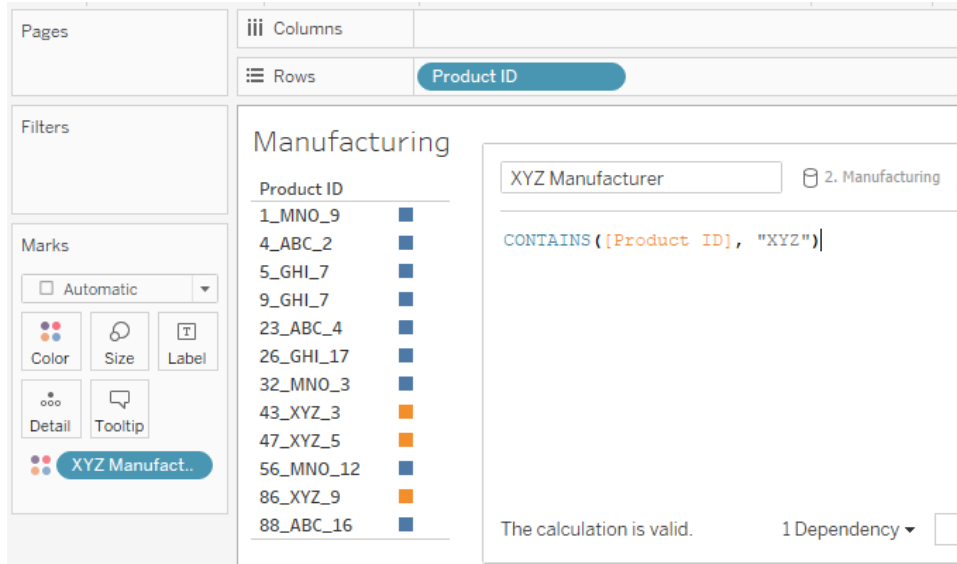 Pages
iii Columns
Rows
Product ID
Filters
Marks
Automatic
Color
Size
T
Label
Detail
Tooltip
XYZ Manufact..
Manufacturing
Product ID
1_MNO_9
4_ABC_2
5_GHI_7
9_GHI_7
23_ABC_4
26_GHI_17
32_MNO_3
43_XYZ_3
47_XYZ_5
56_MNO_12
86_XYZ_9
88_ABC_16
XYZ Manufacturer
2. Manufacturing
CONTAINS([Product ID], "XYZ")
The calculation is valid.
1 Dependency